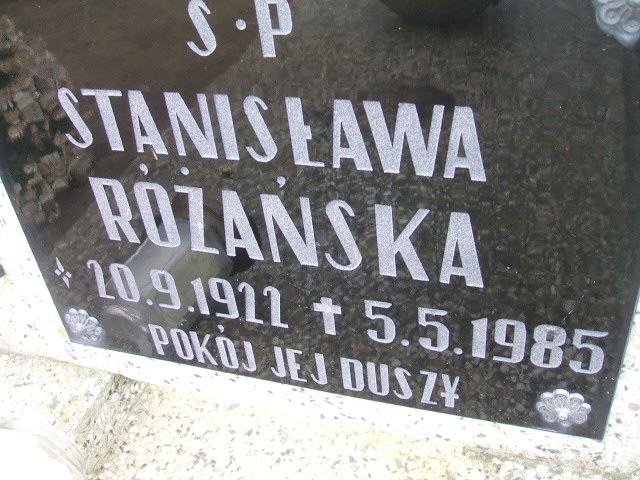 Ś.P
STANISŁAWA
RÓŻAŃSKA
* 20.9.1922 ✝ 5.5.1985
POKÓJ JEJ DUSZY